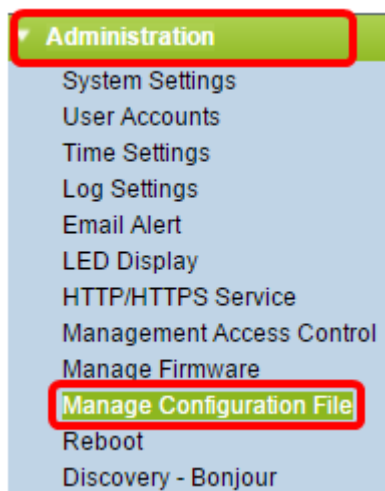 Administration
System Settings
User Accounts
Time Settings
Log Settings
Email Alert
LED Display
HTTP/HTTPS Service
Management Access Control
Manage Firmware
Manage Configuration File
Reboot
Discovery - Bonjour